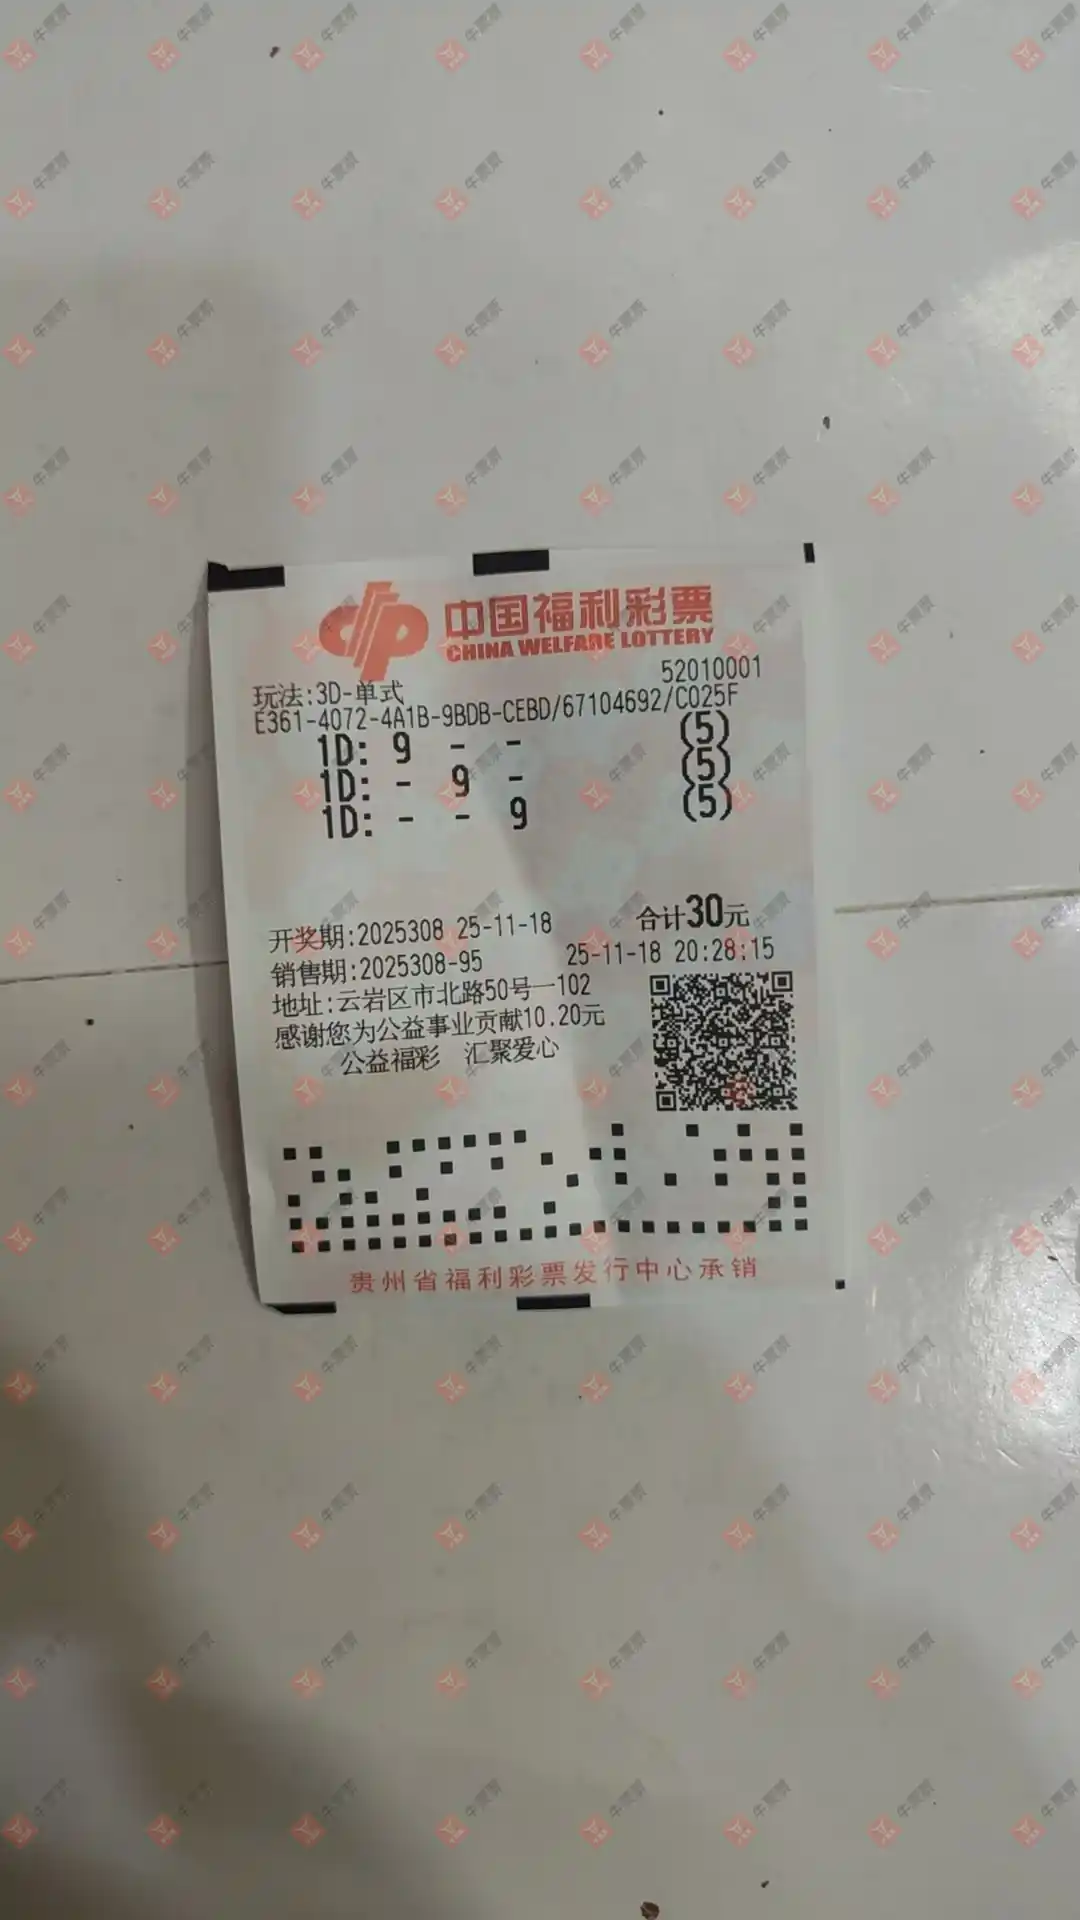 中国福利彩票
CHINA WELFARE LOTTERY
52010001
玩法:3D-单式
E361-4072-4A1B-9BDB-CEBD/67104692/C025F
1D: 9 - - (5)
1D: - 9 - (5)
1D: - - 9 (5)
开奖期:2025308 25-11-18 合计30元
销售期:2025308-95 25-11-18 20:28:15
地址:云岩区市北路50号一102
感谢您为公益事业贡献10.20元
公益福彩 汇聚爱心
贵州省福利彩票发行中心承销